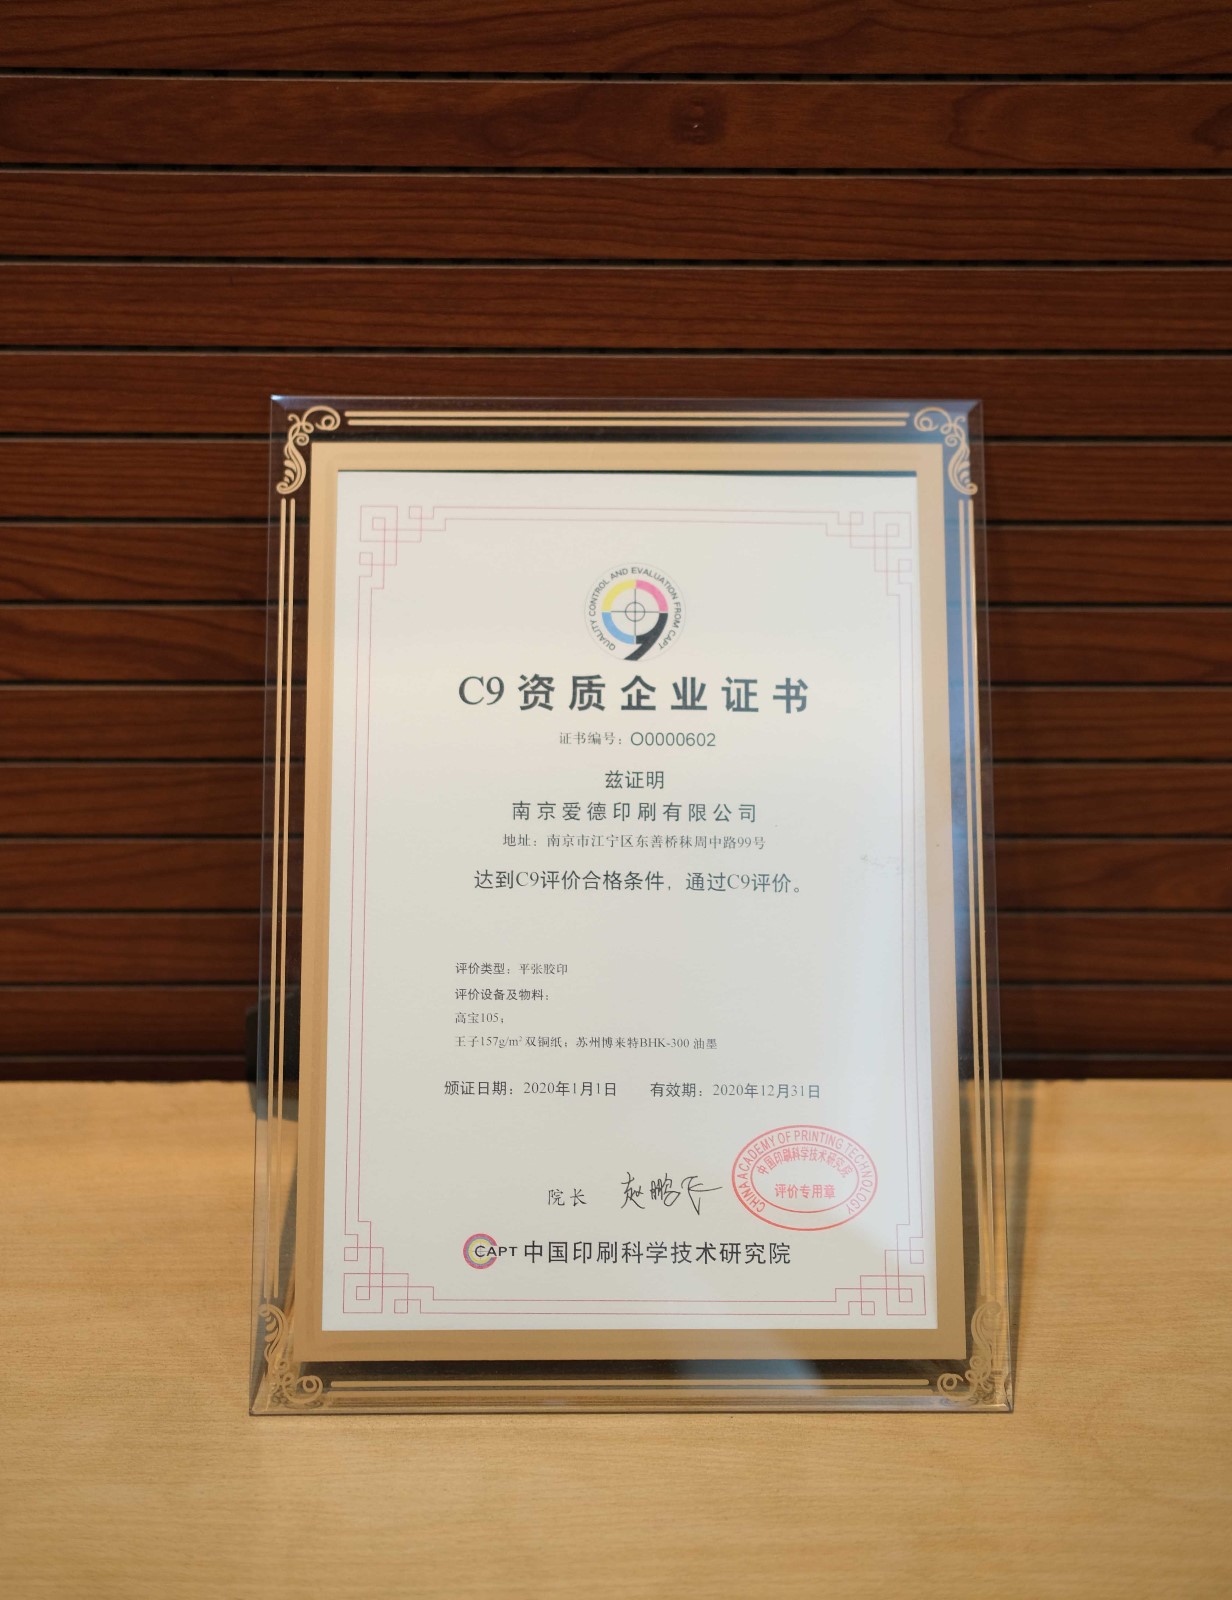 QUALITY CONTROL AND EVALUATION FROM CAPT
C9 资质企业证书
证书编号：O0000602
兹证明
南京爱德印刷有限公司
地址：南京市江宁区东善桥秣周中路99号
达到C9评价合格条件，通过C9评价。
评价类型：平张胶印
评价设备及物料：
高宝105；
王子157g/m² 双铜纸；苏州博来特BHK-300 油墨
颁证日期：2020年1月1日 有效期：2020年12月31日
CHINA ACADEMY OF PRINTING TECHNOLOGY
中国印刷科学技术研究院
评价专用章
院长 赵鹏飞
CAPT 中国印刷科学技术研究院